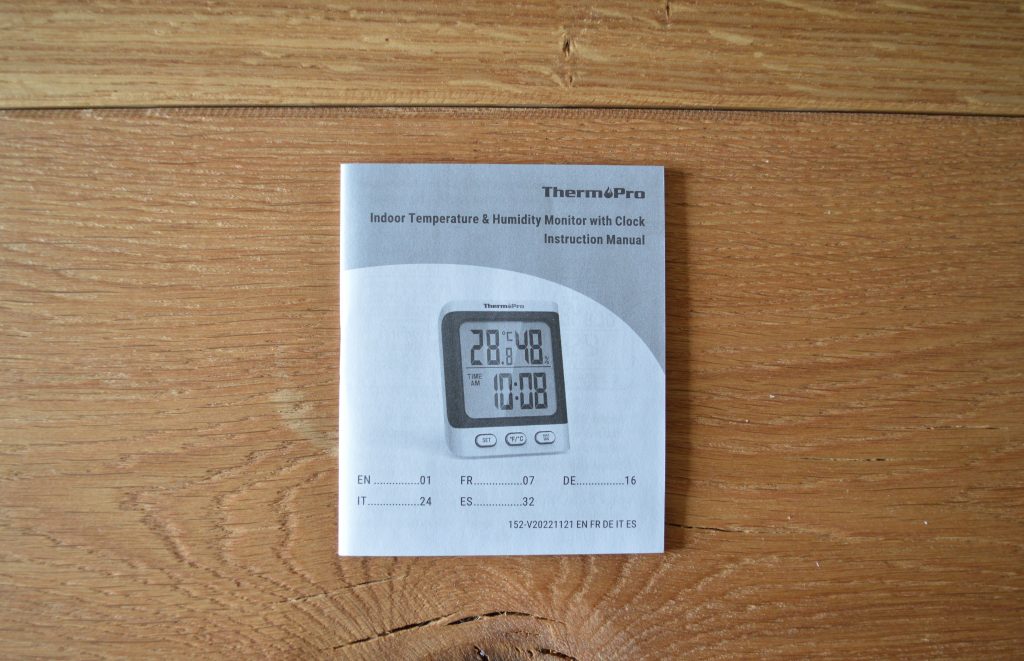 ThermoPro
Indoor Temperature & Humidity Monitor with Clock
Instruction Manual
ThermoPro
28.8 °C 48%
TIME AM 10:08
SET °F/°C
EN ...............01
FR................07
DE...............16
IT.................24
ES................32
152-V20221121 EN FR DE IT ES